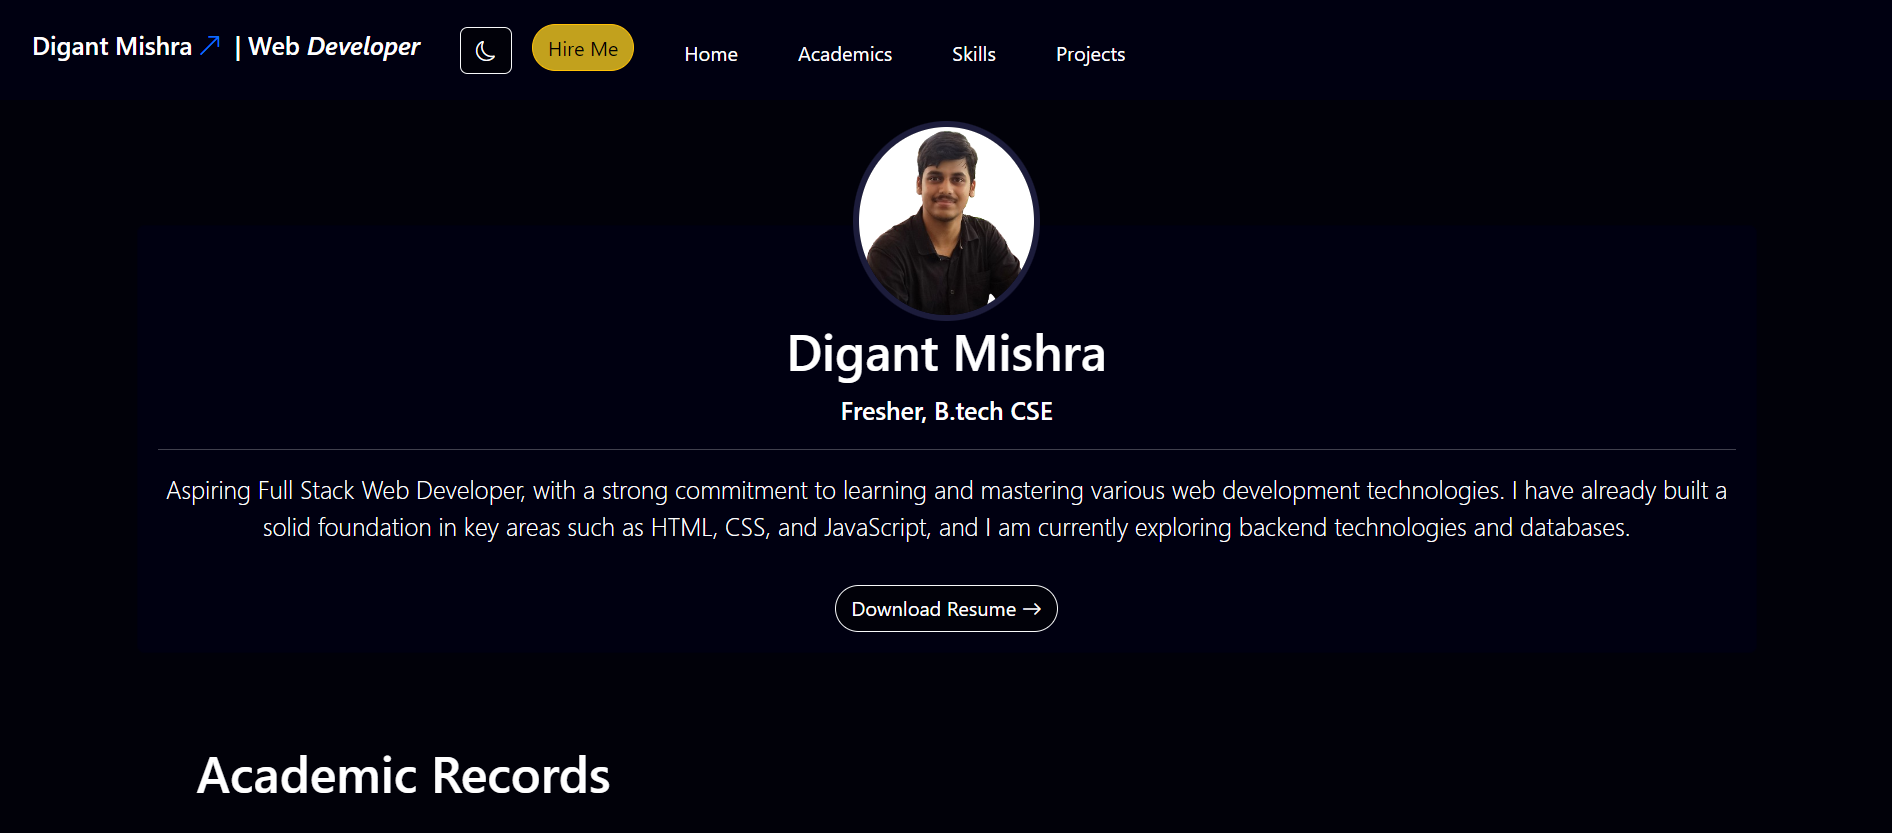 Digant Mishra ↗ | Web Developer
Hire Me
Home
Academics
Skills
Projects
Digant Mishra
Fresher, B.tech CSE
Aspiring Full Stack Web Developer, with a strong commitment to learning and mastering various web development technologies. I have already built a
solid foundation in key areas such as HTML, CSS, and JavaScript, and I am currently exploring backend technologies and databases.
Download Resume →
Academic Records